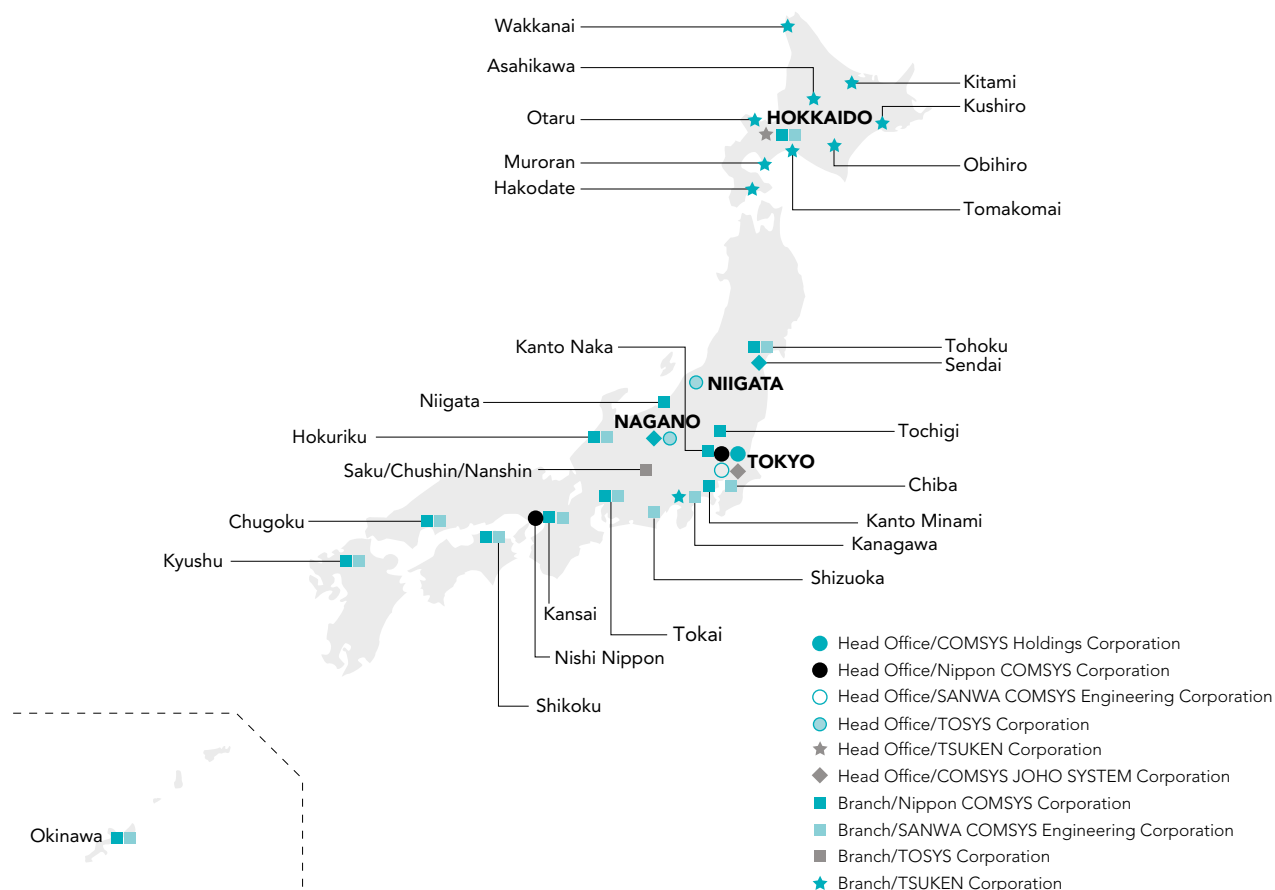 Wakkanai
Asahikawa
Kitami
Kushiro
Otaru
HOKKAIDO
Muroran
Obihiro
Hakodate
Tomakomai
Kanto Naka
Tohoku
Sendai
NIIGATA
Niigata
NAGANO
Tochigi
Hokuriku
TOKYO
Saku/Chushin/Nanshin
Chiba
Chugoku
Kanto Minami
Kanagawa
Kyushu
Shizuoka
Kansai
Tokai
Nishi Nippon
Shikoku
Okinawa
Head Office/COMSYS Holdings Corporation
Head Office/Nippon COMSYS Corporation
Head Office/SANWA COMSYS Engineering Corporation
Head Office/TOSYS Corporation
Head Office/TSUKEN Corporation
Head Office/COMSYS JOHO SYSTEM Corporation
Branch/Nippon COMSYS Corporation
Branch/SANWA COMSYS Engineering Corporation
Branch/TOSYS Corporation
Branch/TSUKEN Corporation